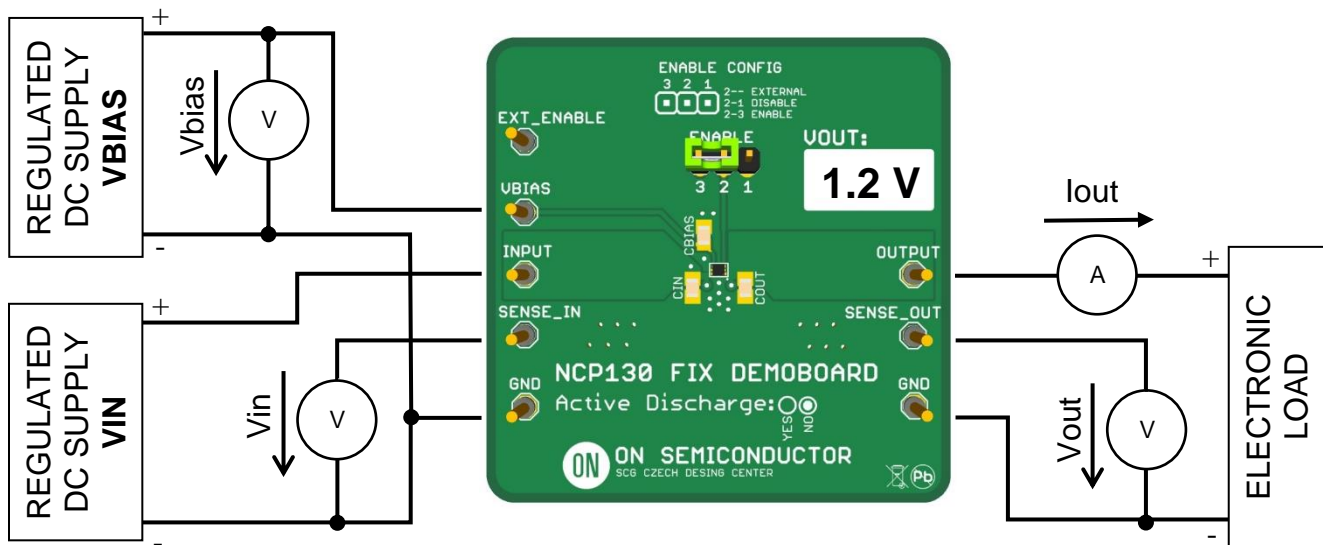 REGULATED
DC SUPPLY
VBIAS
+
-
Vbias
V
REGULATED
DC SUPPLY
VIN
+
-
Vin
V
ENABLE CONFIG
3 2 1
2-- EXTERNAL
2-1 DISABLE
2-3 ENABLE
EXT_ENABLE
ENABLE
3 2 1
VOUT:
1.2 V
VBIAS
CBIAS
INPUT
OUTPUT
CIN
COUT
SENSE_IN
SENSE_OUT
NCP130 FIX DEMOBOARD
GND
GND
Active Discharge:
YES
NO
ON
ON SEMICONDUCTOR
SCG CZECH DESING CENTER
Pb
Iout
A
+
-
Vout
V
ELECTRONIC
LOAD